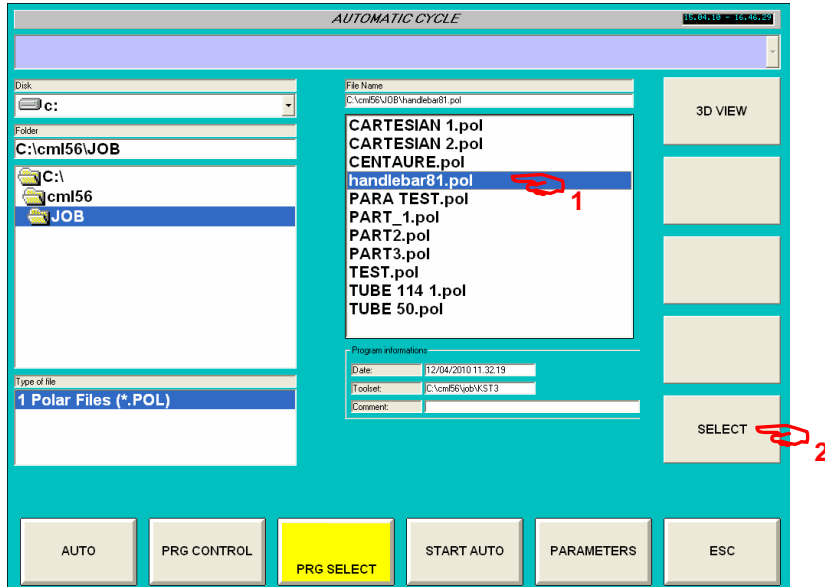 AUTOMATIC CYCLE
15.04.10 - 16.46.29
Disk
c:
Folder
C:\cml56\JOB
C:\
cml56
JOB
Type of file
1 Polar Files (*.POL)
File Name
C:\cml56\JOB\handlebar81.pol
CARTESIAN 1.pol
CARTESIAN 2.pol
CENTAURE.pol
handlebar81.pol
1
PARA TEST.pol
PART_1.pol
PART2.pol
PART3.pol
TEST.pol
TUBE 114 1.pol
TUBE 50.pol
Program informations
Date: 12/04/2010 11.32.19
Toolset: C:\cml56\job\KST3
Comment:
3D VIEW
SELECT
2
AUTO
PRG CONTROL
PRG SELECT
START AUTO
PARAMETERS
ESC